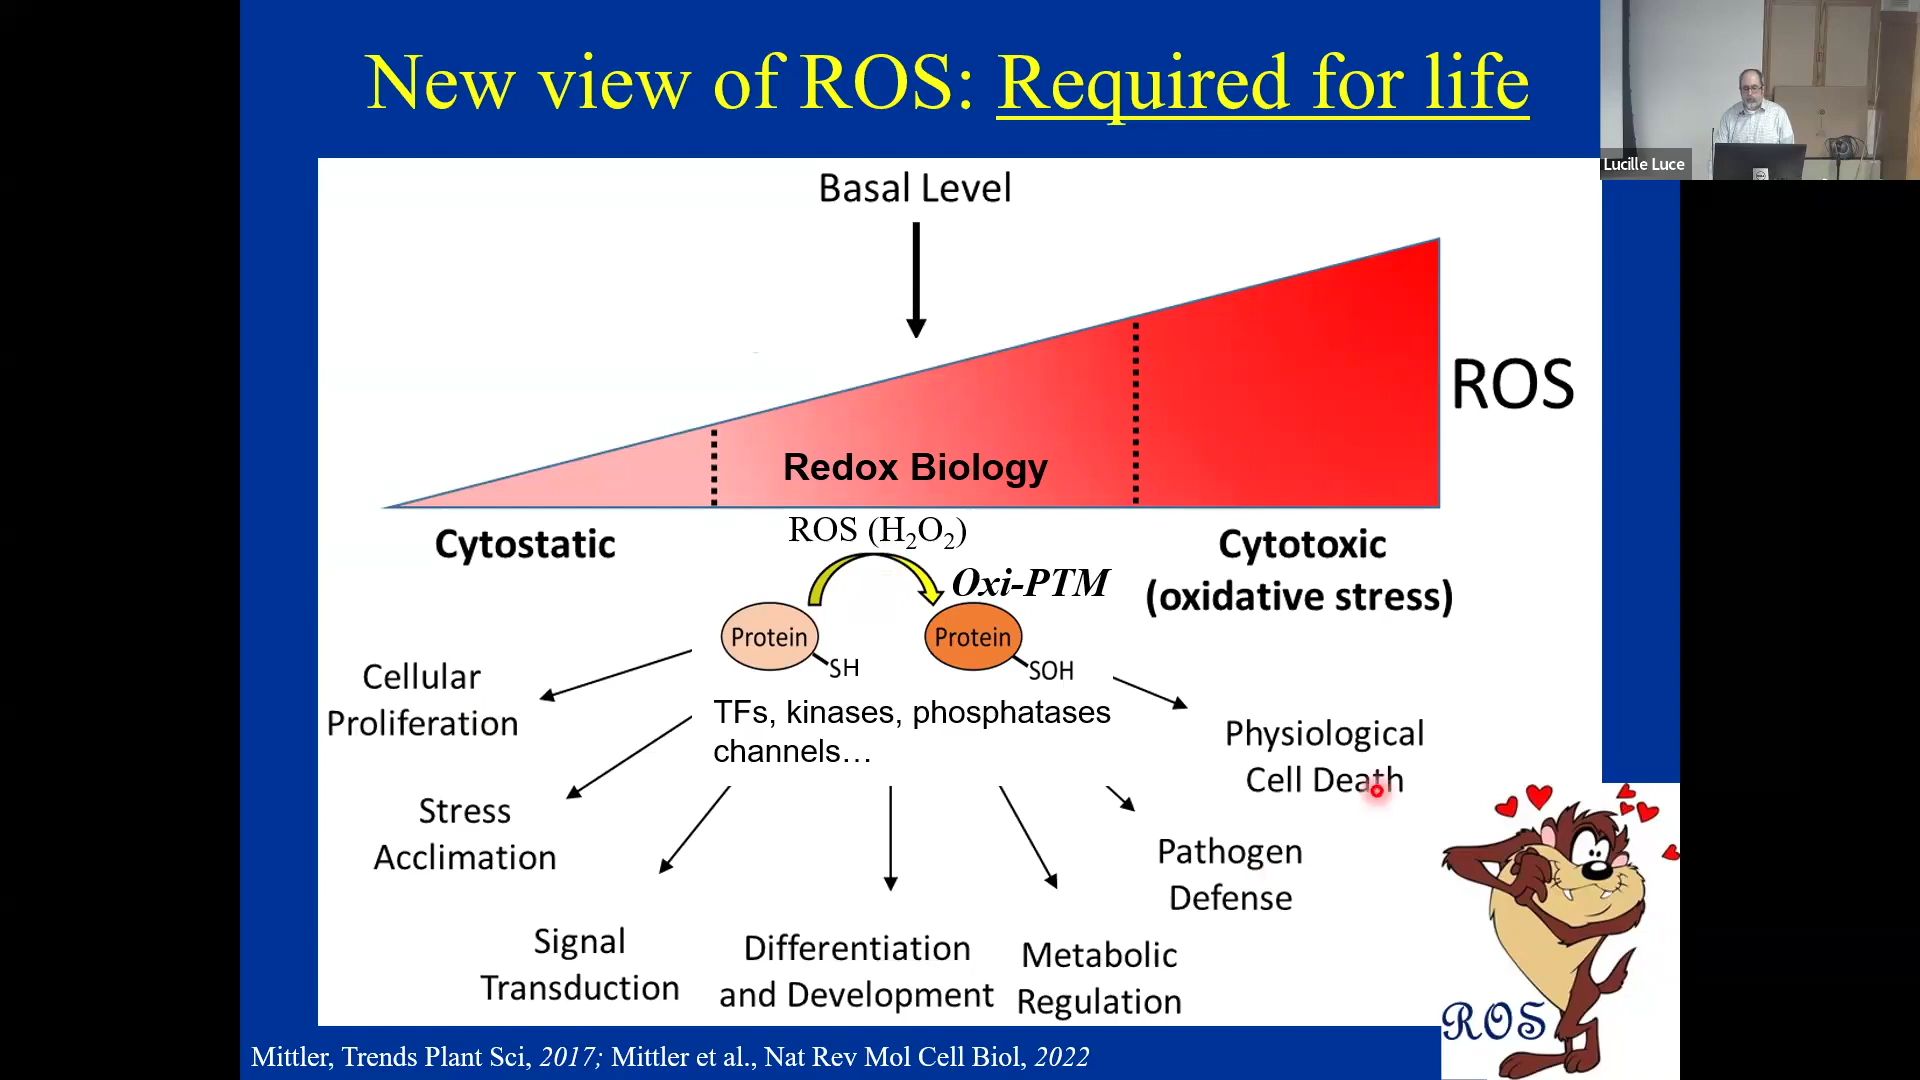 New view of ROS: Required for life
Lucille Luce
Basal Level
ROS
Redox Biology
Cytostatic
ROS (H₂O₂)
Cytotoxic
(oxidative stress)
Oxi-PTM
Protein
SH
Protein
SOH
TFs, kinases, phosphatases
channels…
Cellular
Proliferation
Stress
Acclimation
Signal
Transduction
Differentiation
and Development
Metabolic
Regulation
Pathogen
Defense
Physiological
Cell Death
ROS
Mittler, Trends Plant Sci, 2017; Mittler et al., Nat Rev Mol Cell Biol, 2022